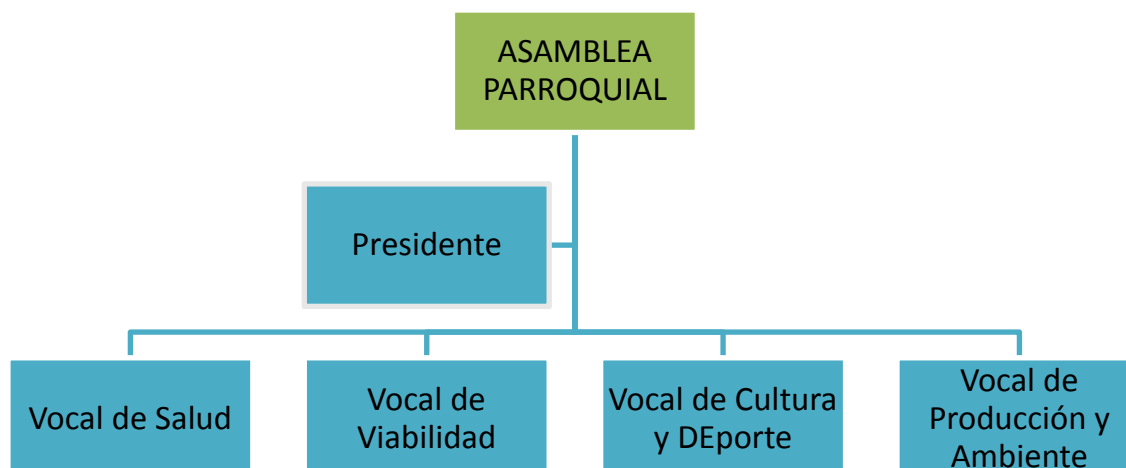 ASAMBLEA
PARROQUIAL
Presidente
Vocal de Salud
Vocal de
Viabilidad
Vocal de Cultura
y DEporte
Vocal de
Producción y
Ambiente